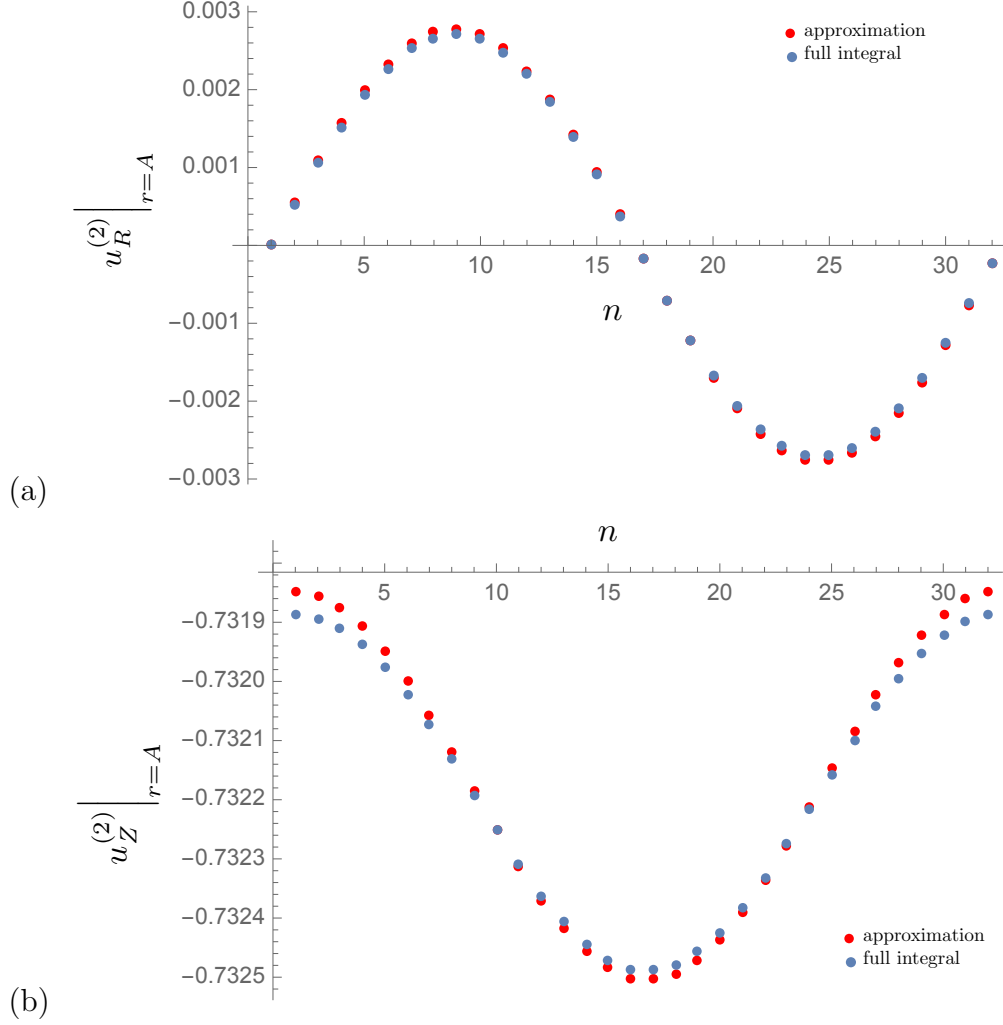 0.003
0.002
0.001
−0.001
−0.002
−0.003
5 10 15 20 25 30
n
u_R^{(2)}|_{r=A}
approximation
full integral
(a)
n
5 10 15 20 25 30
−0.7319
−0.7320
−0.7321
−0.7322
−0.7323
−0.7324
−0.7325
u_Z^{(2)}|_{r=A}
approximation
full integral
(b)